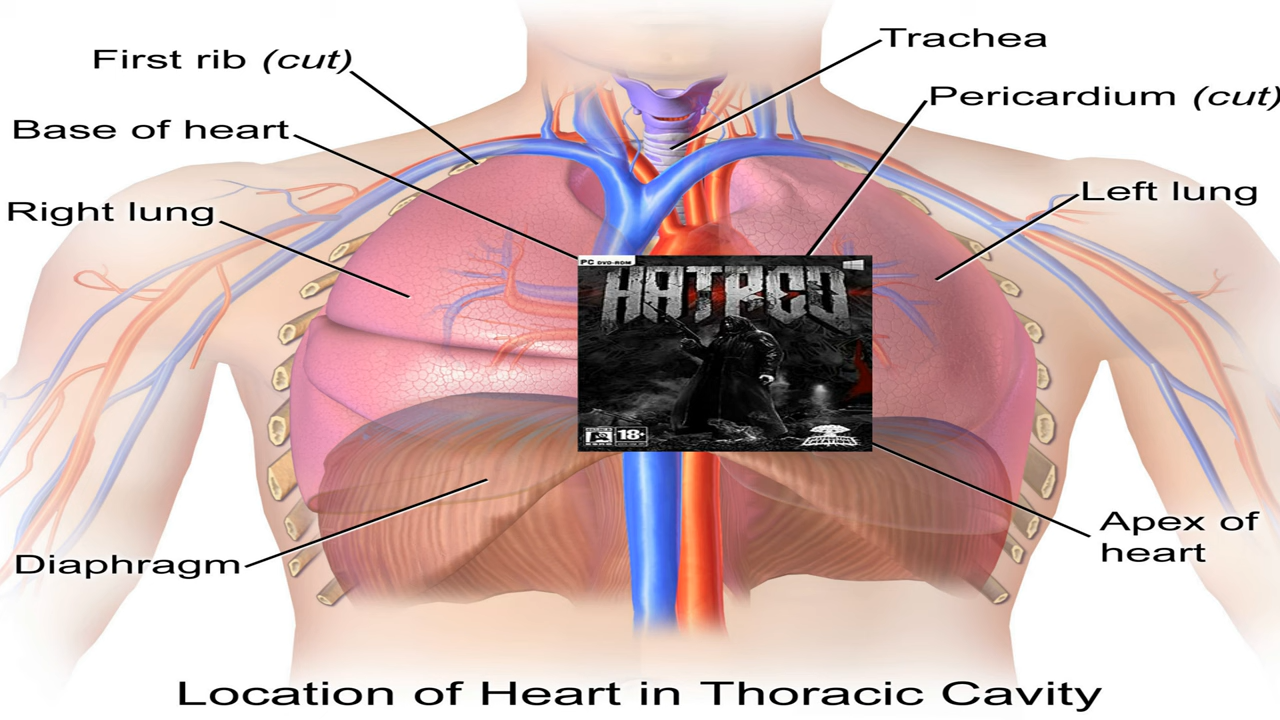 Trachea
First rib (cut)
Pericardium (cut)
Base of heart
Left lung
Right lung
PC DVD-ROM
HATRED
18+
Apex of
heart
Diaphragm
Location of Heart in Thoracic Cavity